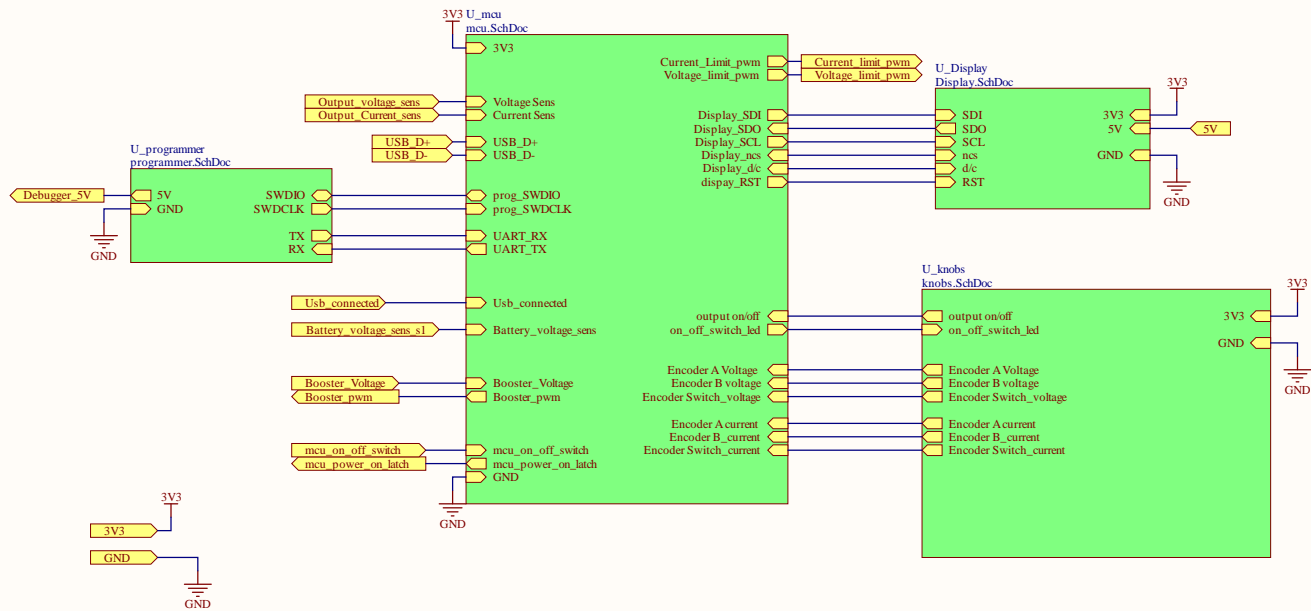 3V3
U_mcu
mcu.SchDoc
3V3
Current_Limit_pwm
Current_limit_pwm
Voltage_limit_pwm
Voltage_limit_pwm
U_Display
Display.SchDoc
3V3
Output_voltage_sens
Voltage Sens
Output_Current_sens
Current Sens
Display_SDI
SDI
3V3
Display_SDO
SDO
5V
5V
USB_D+
USB_D+
Display_SCL
SCL
USB_D-
USB_D-
Display_ncs
ncs
GND
Display_d/c
d/c
dispay_RST
RST
GND
U_programmer
programmer.SchDoc
Debugger_5V
5V
SWDIO
prog_SWDIO
GND
SWDCLK
prog_SWDCLK
TX
UART_RX
RX
UART_TX
GND
U_knobs
knobs.SchDoc
3V3
Usb_connected
Usb_connected
output on/off
output on/off
3V3
Battery_voltage_sens_s1
Battery_voltage_sens
on_off_switch_led
on_off_switch_led
GND
Encoder A Voltage
Encoder A Voltage
Booster_Voltage
Booster_Voltage
Encoder B voltage
Encoder B voltage
GND
Booster_pwm
Booster_pwm
Encoder Switch_voltage
Encoder Switch_voltage
Encoder A current
Encoder A current
Encoder B_current
Encoder B_current
mcu_on_off_switch
mcu_on_off_switch
Encoder Switch_current
Encoder Switch_current
mcu_power_on_latch
mcu_power_on_latch
GND
GND
3V3
3V3
GND
GND